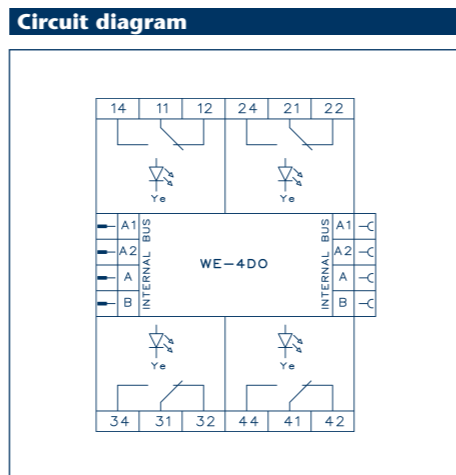 Circuit diagram
14 11 12 24 21 22
Ye Ye
A1 A1
A2 A2
A A
B B
INTERNAL BUS
WE-4DO
INTERNAL BUS
Ye Ye
34 31 32 44 41 42